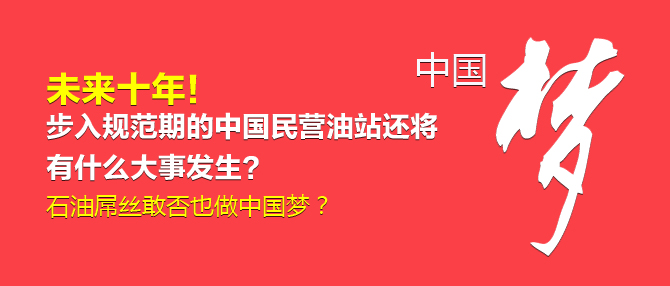 未来十年!
步入规范期的中国民营油站还将
有什么大事发生?
石油屌丝敢否也做中国梦？
中国
梦